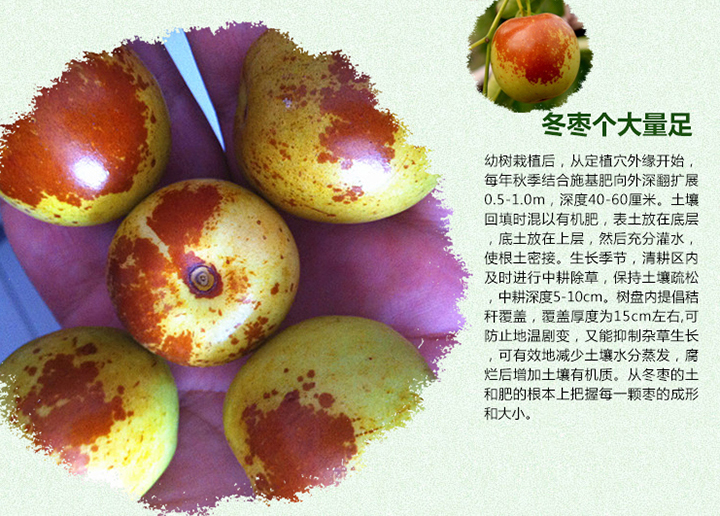 冬枣个大量足
幼树栽植后，从定植穴外缘开始，
每年秋季结合施基肥向外深翻扩展
0.5-1.0m，深度40-60厘米。土壤
回填时混以有机肥，表土放在底层
，底土放在上层，然后充分灌水，
使根土密接。生长季节，清耕区内
及时进行中耕除草，保持土壤疏松
，中耕深度5-10cm。树盘内提倡秸
秆覆盖，覆盖厚度为15cm左右,可
防止地温剧变，又能抑制杂草生长
，可有效地减少土壤水分蒸发，腐
烂后增加土壤有机质。从冬枣的土
和肥的根本上把握每一颗枣的成形
和大小。